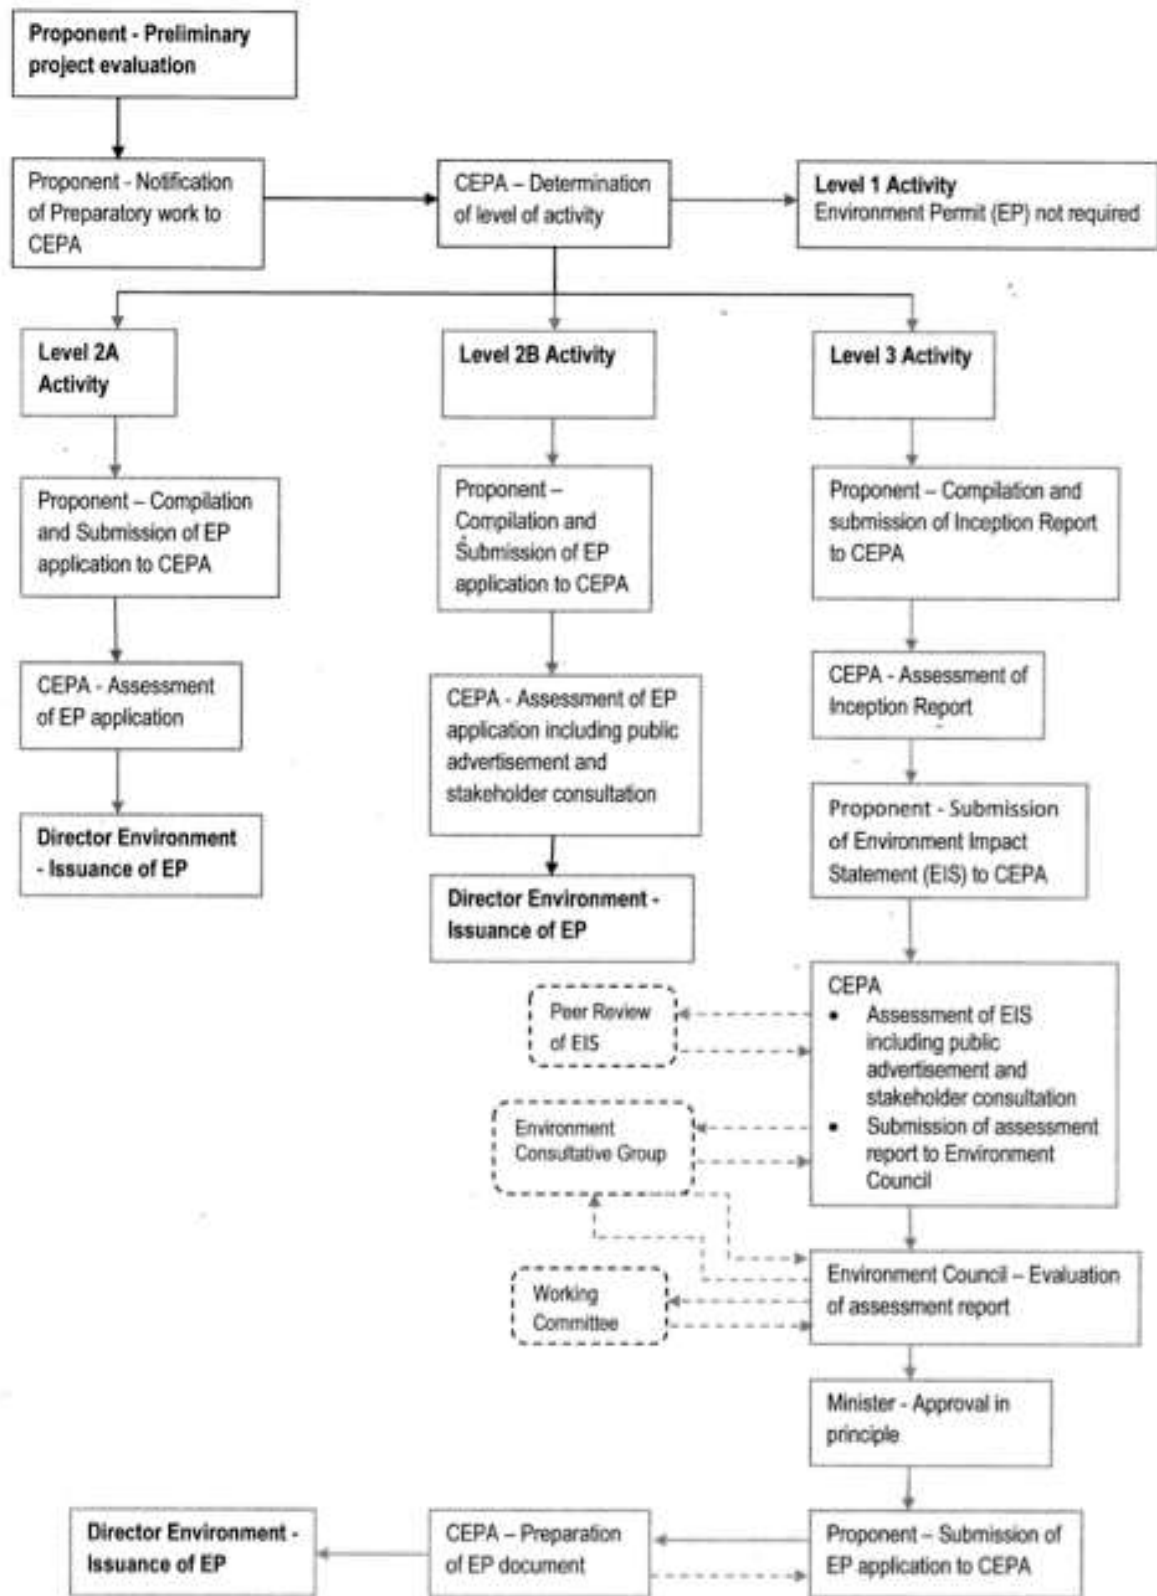 Proponent - Preliminary
project evaluation
Proponent - Notification
of Preparatory work to
CEPA
CEPA – Determination
of level of activity
Level 1 Activity
Environment Permit (EP) not required
Level 2A
Activity
Level 2B Activity
Level 3 Activity
Proponent – Compilation
and Submission of EP
application to CEPA
Proponent –
Compilation and
Submission of EP
application to CEPA
Proponent – Compilation and
submission of Inception Report
to CEPA
CEPA - Assessment
of EP application
CEPA - Assessment of EP
application including public
advertisement and
stakeholder consultation
CEPA - Assessment of
Inception Report
Proponent - Submission
of Environment Impact
Statement (EIS) to CEPA
Director Environment
- Issuance of EP
Director Environment -
Issuance of EP
CEPA
• Assessment of EIS
including public
advertisement and
stakeholder consultation
• Submission of assessment
report to Environment
Council
Peer Review
of EIS
Environment
Consultative Group
Working
Committee
Environment Council – Evaluation
of assessment report
Minister - Approval in
principle
Director Environment -
Issuance of EP
CEPA – Preparation
of EP document
Proponent – Submission of
EP application to CEPA